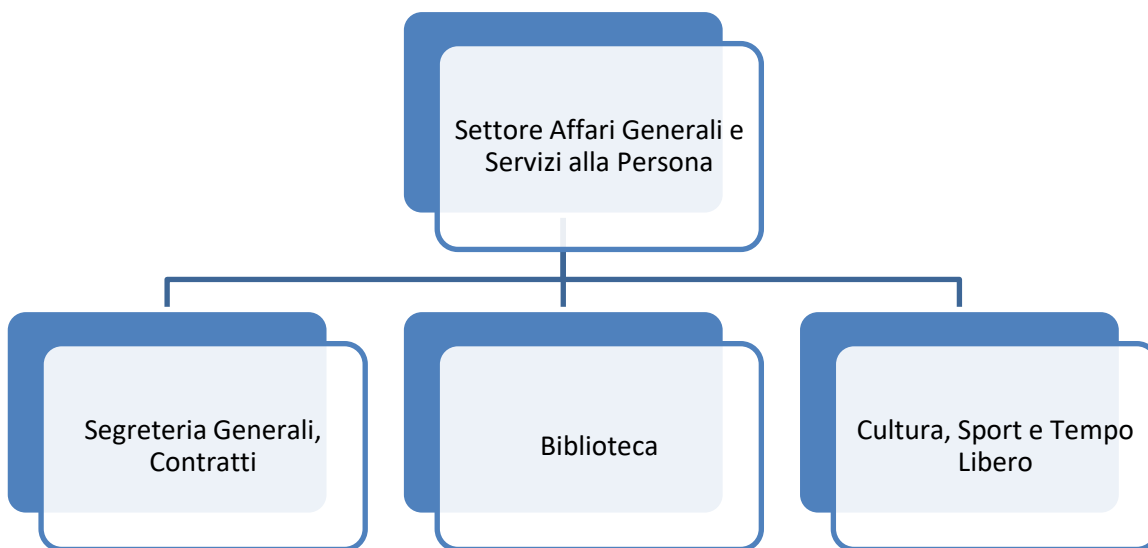 Settore Affari Generali e
Servizi alla Persona
Segreteria Generali,
Contratti
Biblioteca
Cultura, Sport e Tempo
Libero